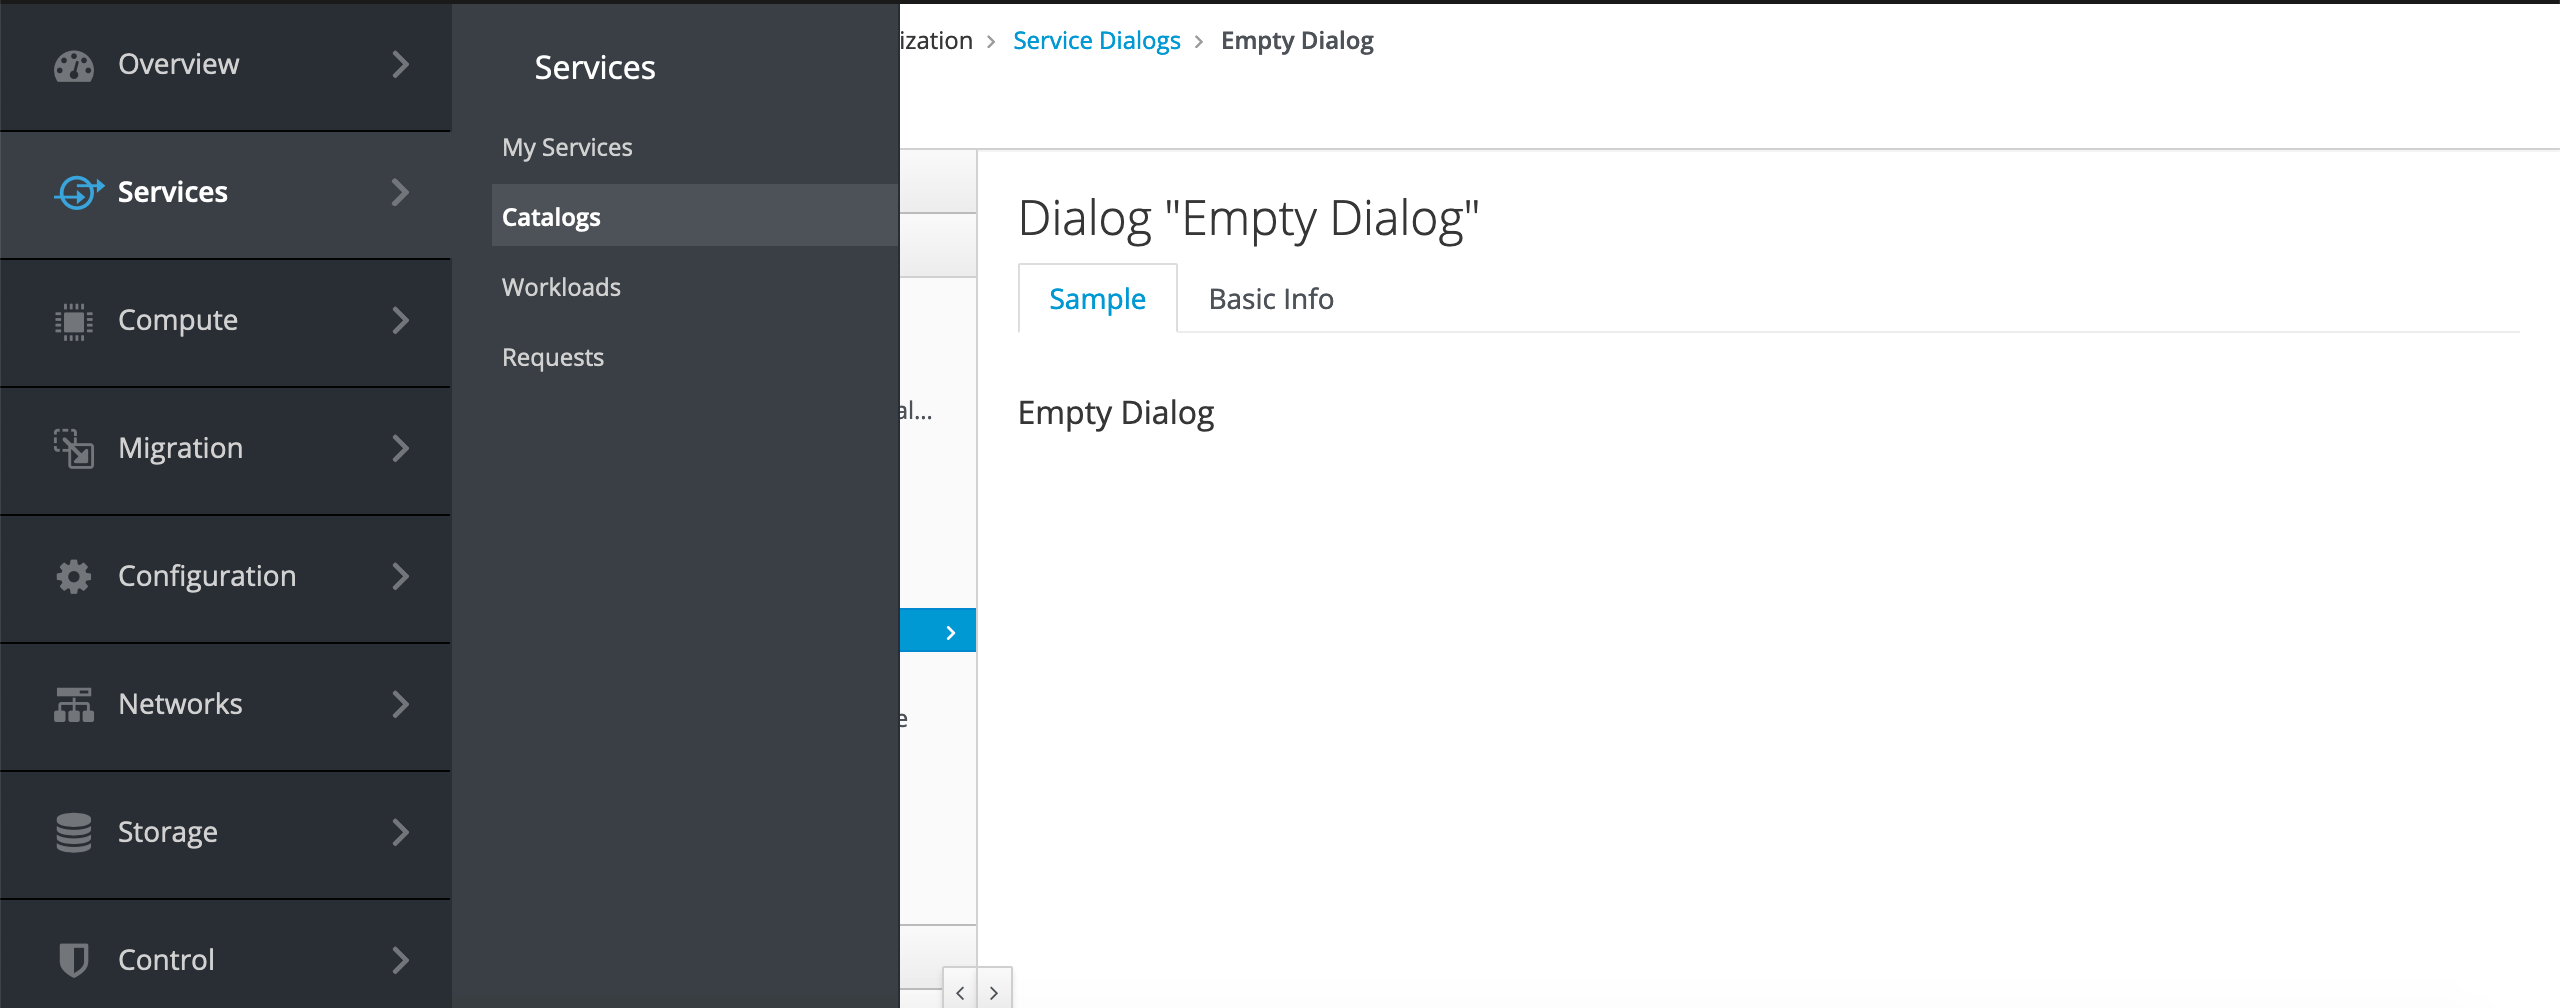 Overview
Services
Compute
Migration
Configuration
Networks
Storage
Control
Services
My Services
Catalogs
Workloads
Requests
ization > Service Dialogs > Empty Dialog
al...
e
Dialog "Empty Dialog"
Sample Basic Info
Empty Dialog